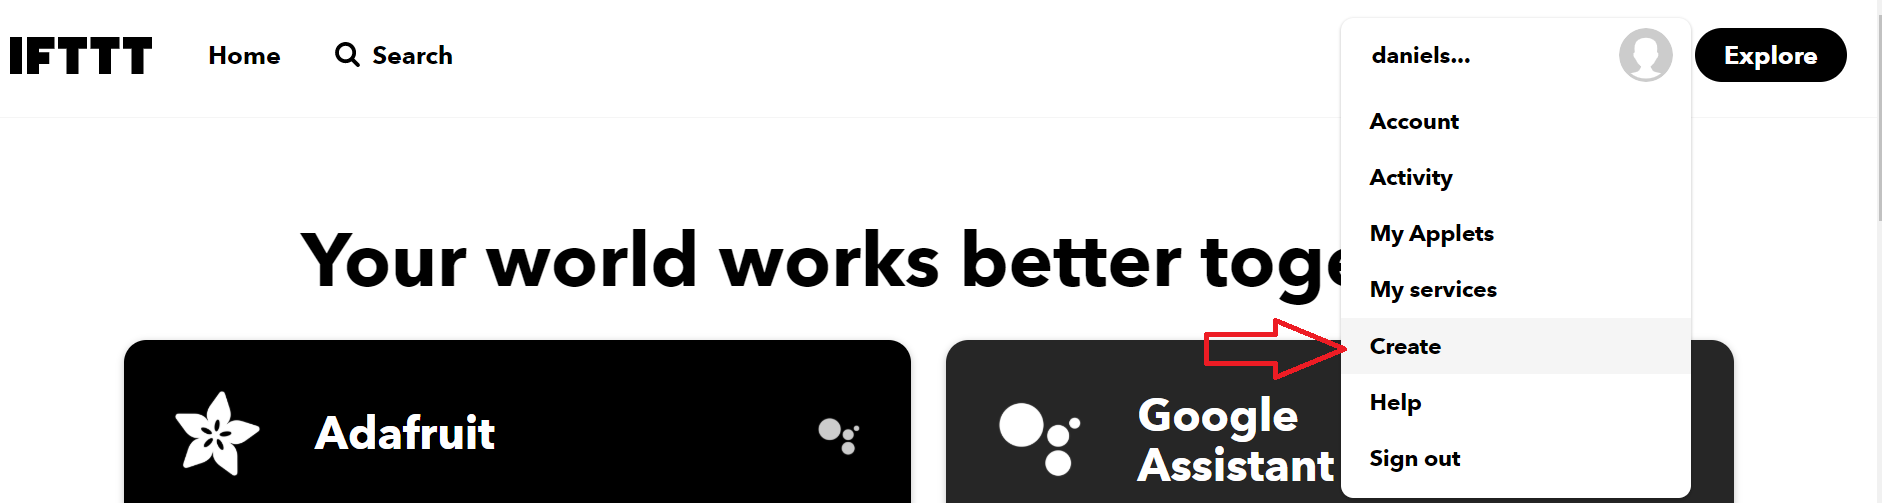 IFTTT Home Search daniels... Explore
Account
Activity
My Applets
My services
Create
Help
Sign out
Your world works better toge
Adafruit
Google
Assistant